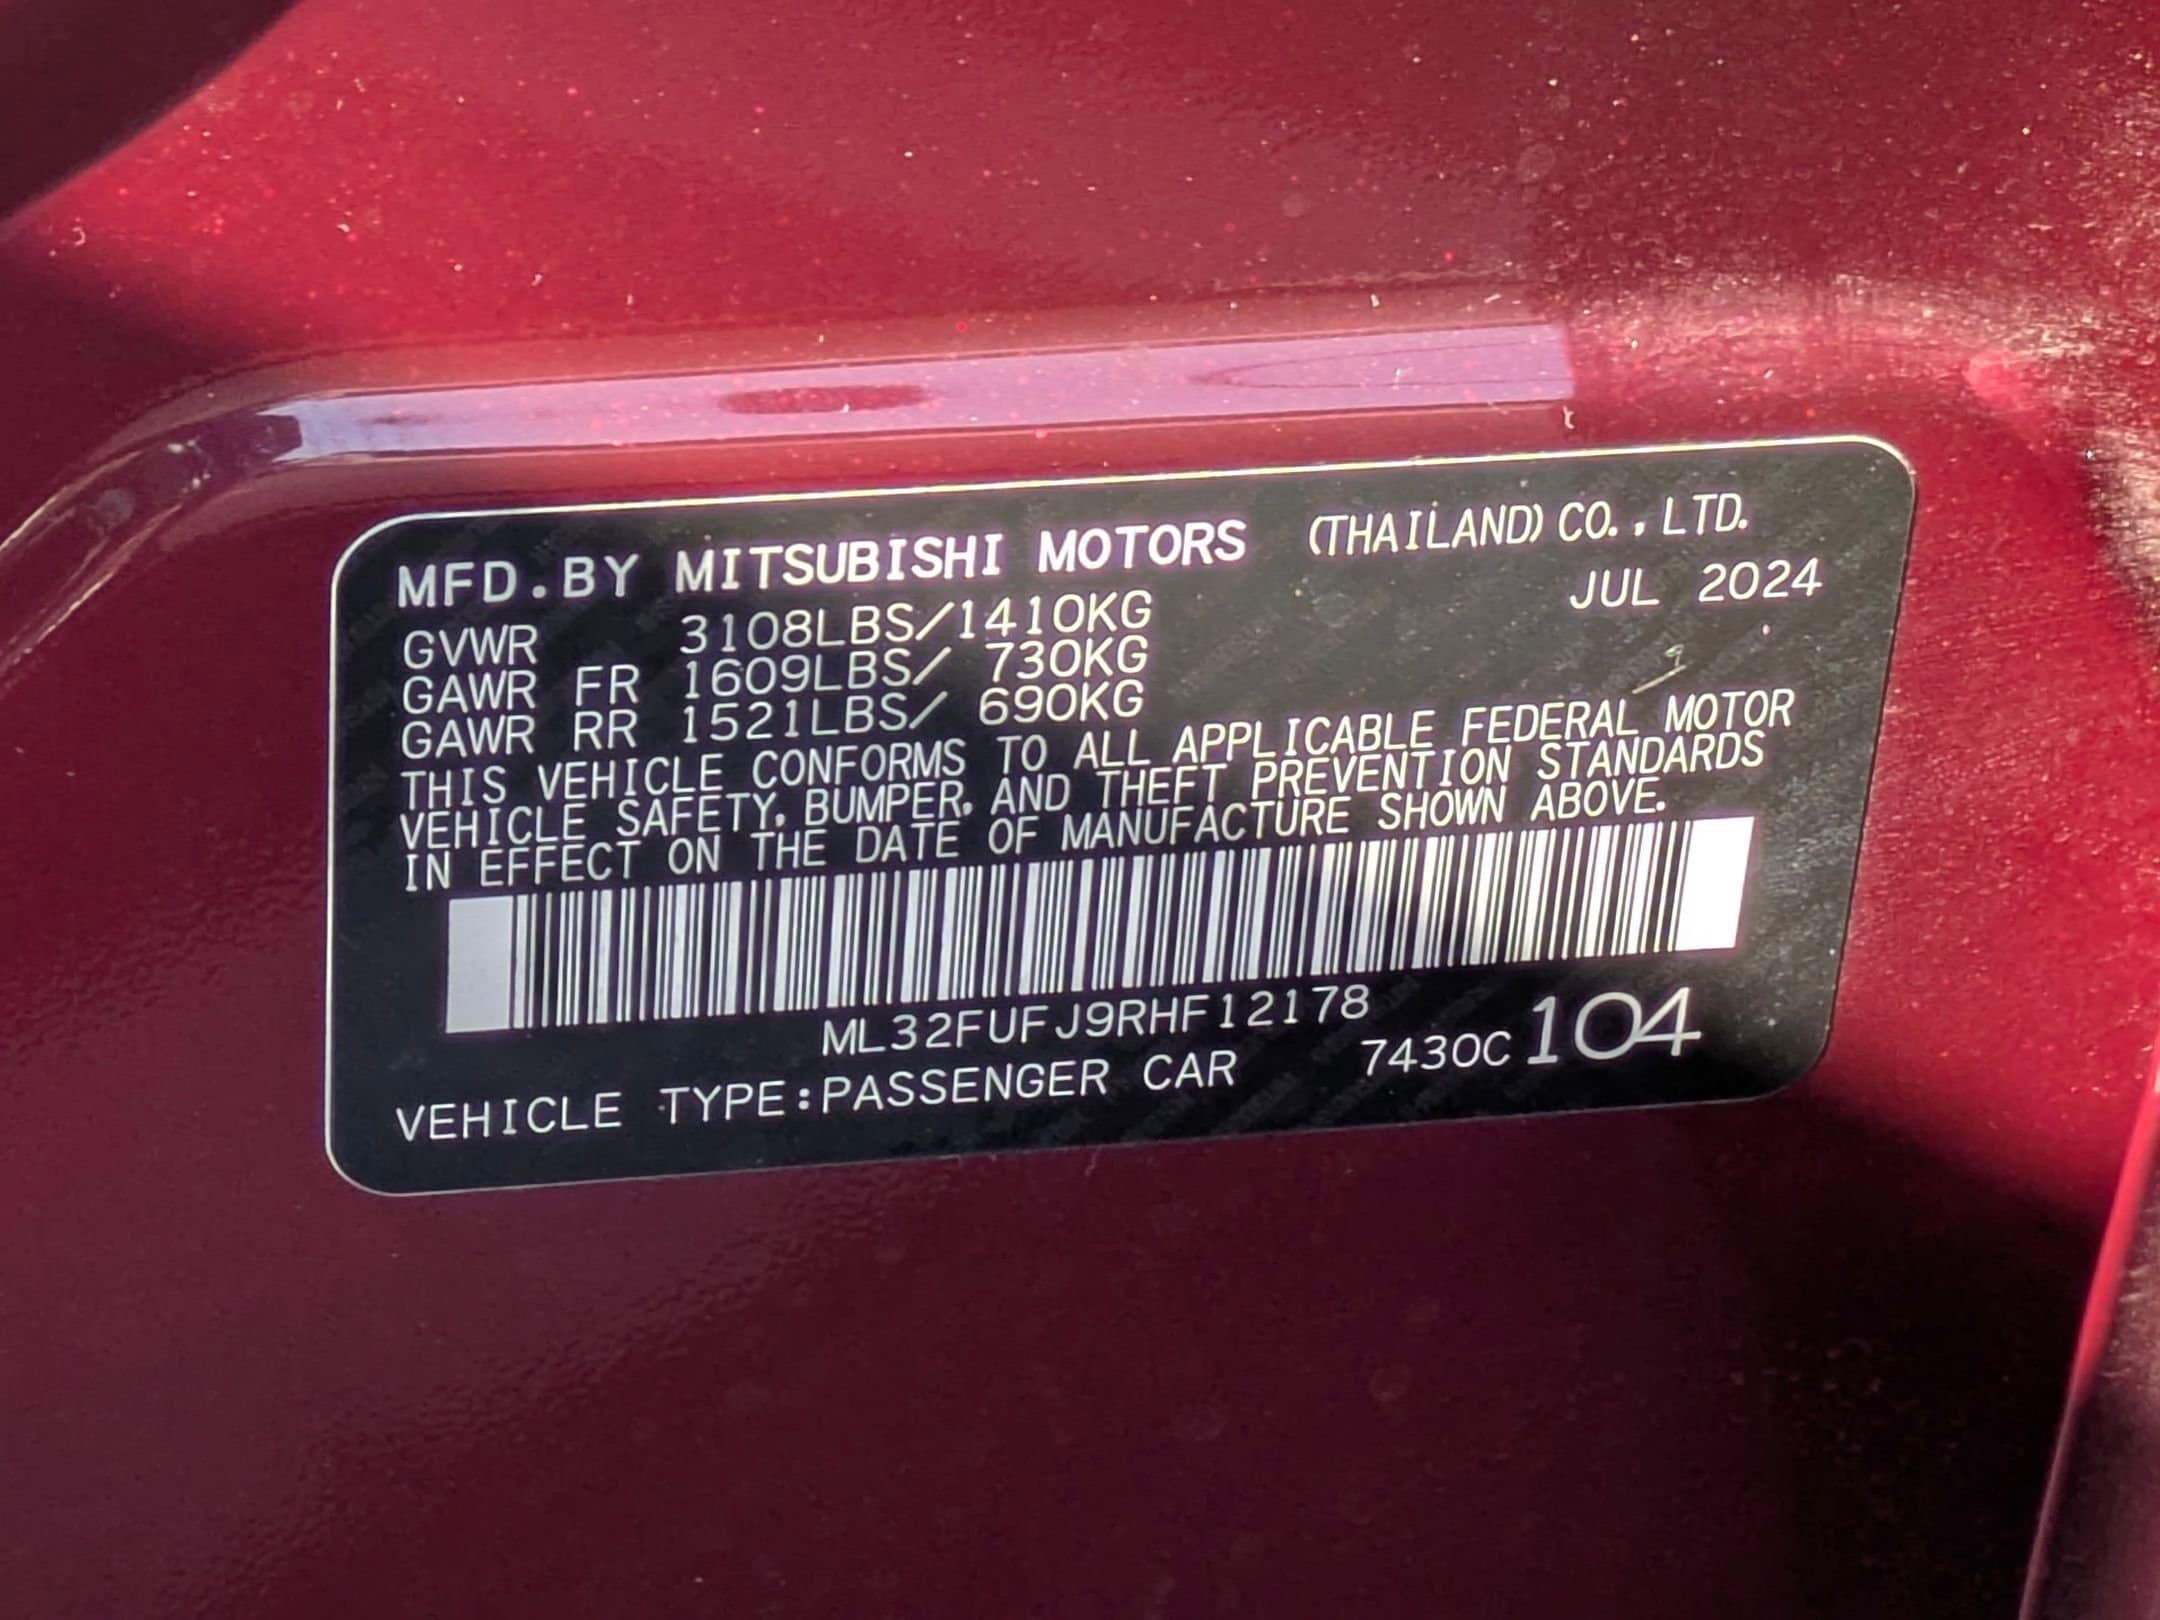 MFD.BY MITSUBISHI MOTORS (THAILAND) CO.,LTD.
JUL 2024
GVWR 3108LBS/1410KG
GAWR FR 1609LBS/ 730KG
GAWR RR 1521LBS/ 690KG
THIS VEHICLE CONFORMS TO ALL APPLICABLE FEDERAL MOTOR
VEHICLE SAFETY, BUMPER, AND THEFT PREVENTION STANDARDS
IN EFFECT ON THE DATE OF MANUFACTURE SHOWN ABOVE.
ML32FUFJ9RHF12178
VEHICLE TYPE:PASSENGER CAR 7430C 104